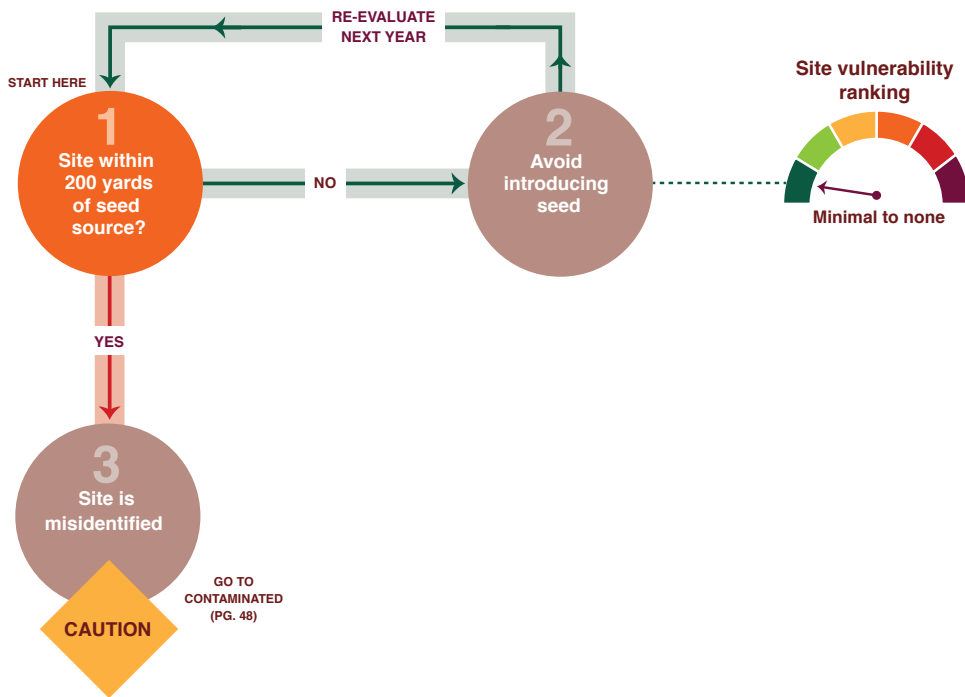 RE-EVALUATE
NEXT YEAR
START HERE
1
Site within
200 yards
of seed
source?
NO
2
Avoid
introducing
seed
Site vulnerability
ranking
Minimal to none
YES
3
Site is
misidentified
CAUTION
GO TO
CONTAMINATED
(PG. 48)